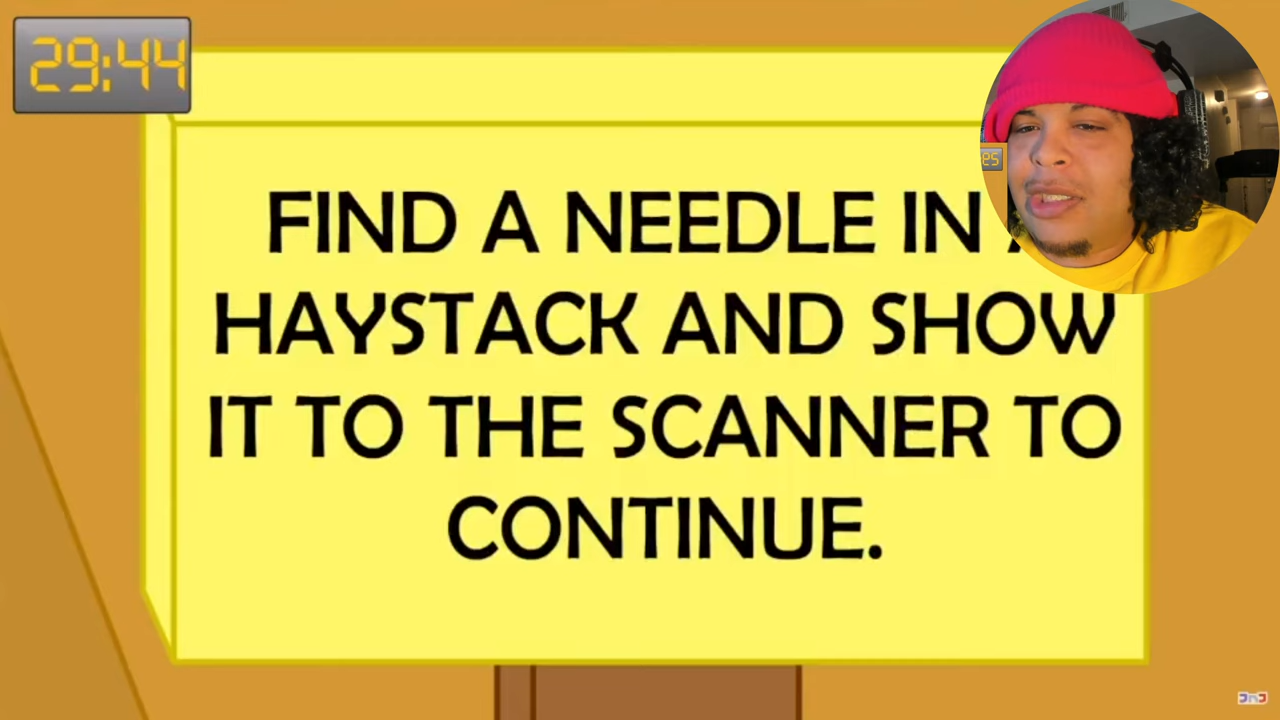 29:44
FIND A NEEDLE IN
HAYSTACK AND SHOW
IT TO THE SCANNER TO
CONTINUE.